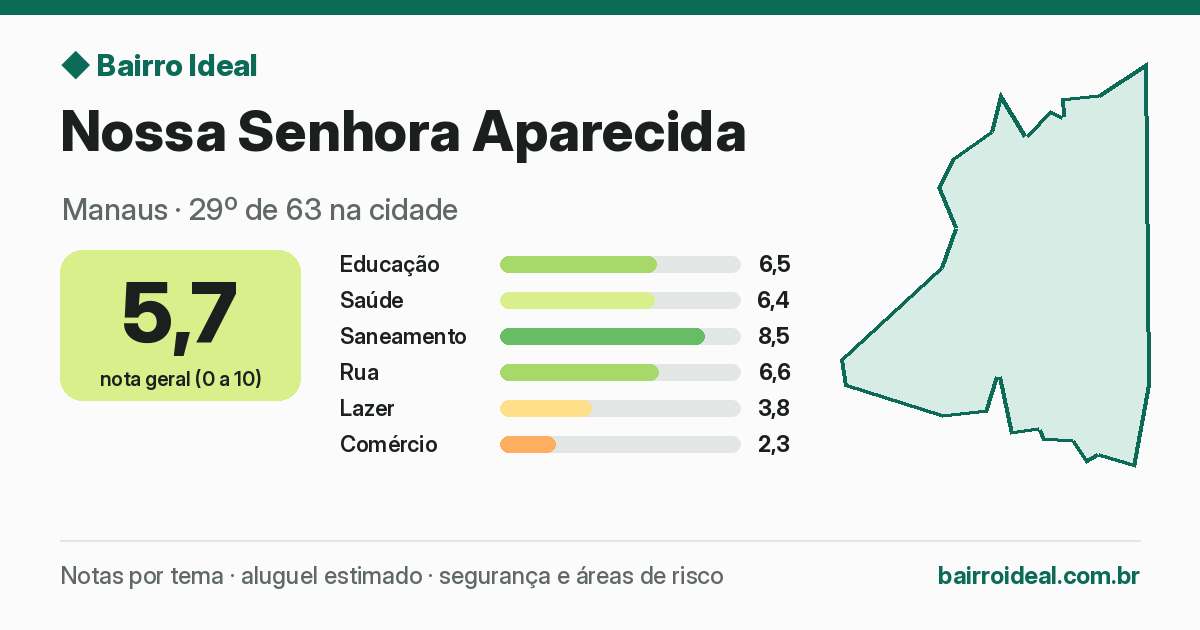 Bairro Ideal
Nossa Senhora Aparecida
Manaus · 29º de 63 na cidade
5,7
nota geral (0 a 10)
Educação 6,5
Saúde 6,4
Saneamento 8,5
Rua 6,6
Lazer 3,8
Comércio 2,3
Notas por tema · aluguel estimado · segurança e áreas de risco
bairroideal.com.br